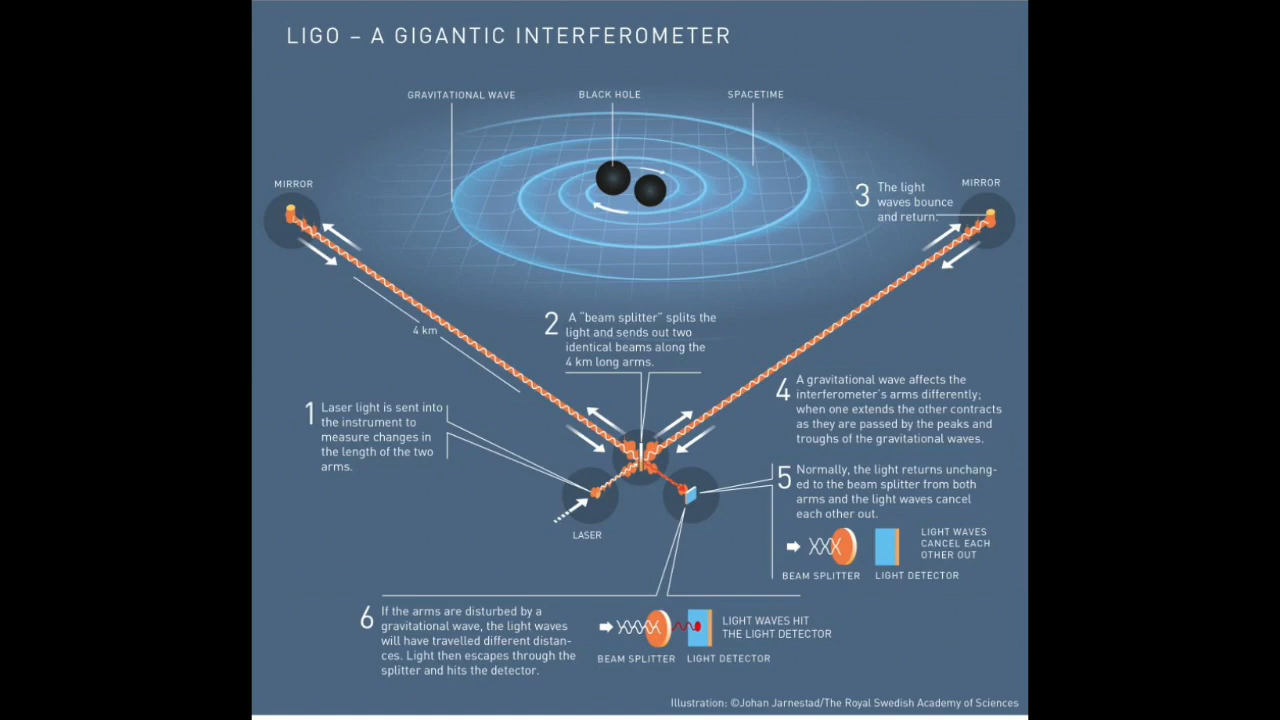 LIGO – A GIGANTIC INTERFEROMETER
GRAVITATIONAL WAVE
BLACK HOLE
SPACETIME
MIRROR
MIRROR
3 The light
waves bounce
and return.
4 km
2 A “beam splitter” splits the
light and sends out two
identical beams along the
4 km long arms.
1 Laser light is sent into
the instrument to
measure changes in
the length of the two
arms.
4 A gravitational wave affects the
interferometer's arms differently;
when one extends the other contracts
as they are passed by the peaks and
troughs of the gravitational waves.
5 Normally, the light returns unchang-
ed to the beam splitter from both
arms and the light waves cancel
each other out.
LASER
LIGHT WAVES
CANCEL EACH
OTHER OUT
BEAM SPLITTER
LIGHT DETECTOR
6 If the arms are disturbed by a
gravitational wave, the light waves
will have travelled different distan-
ces. Light then escapes through the
splitter and hits the detector.
LIGHT WAVES HIT
THE LIGHT DETECTOR
BEAM SPLITTER
LIGHT DETECTOR
Illustration: ©Johan Jarnestad/The Royal Swedish Academy of Sciences